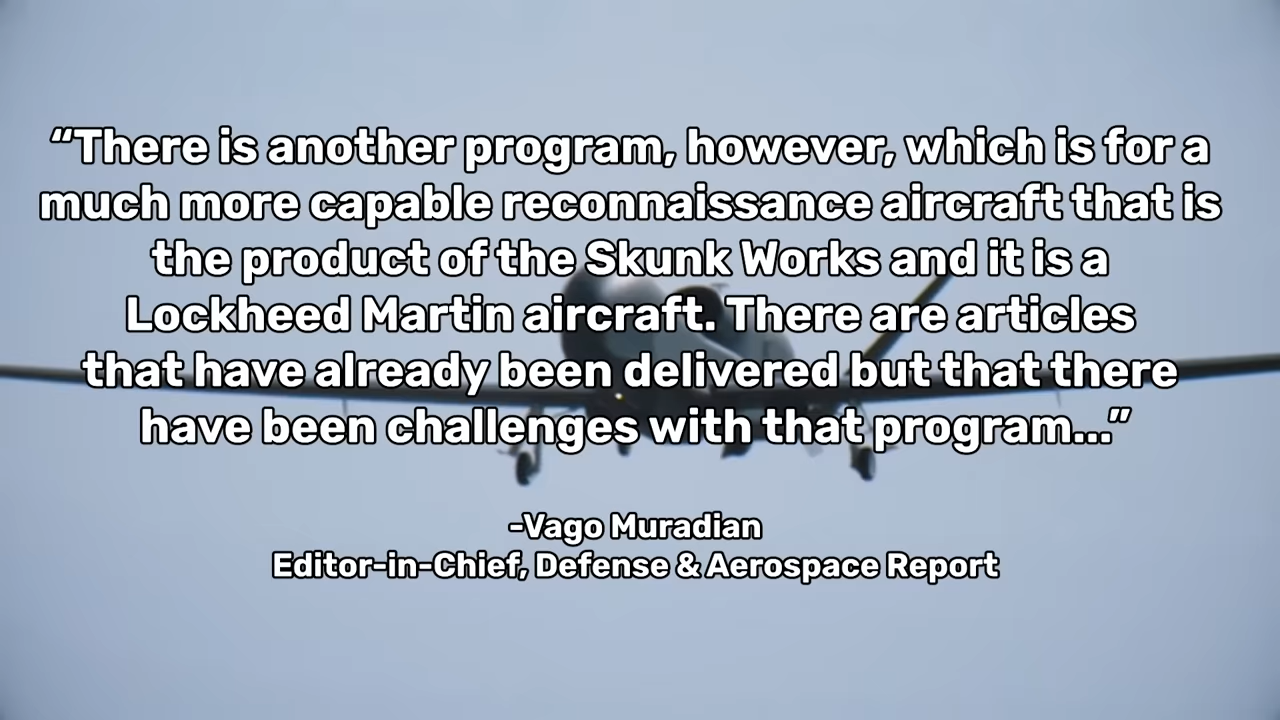 “There is another program, however, which is for a
much more capable reconnaissance aircraft that is
the product of the Skunk Works and it is a
Lockheed Martin aircraft. There are articles
that have already been delivered but that there
have been challenges with that program...”
-Vago Muradian
Editor-in-Chief, Defense & Aerospace Report